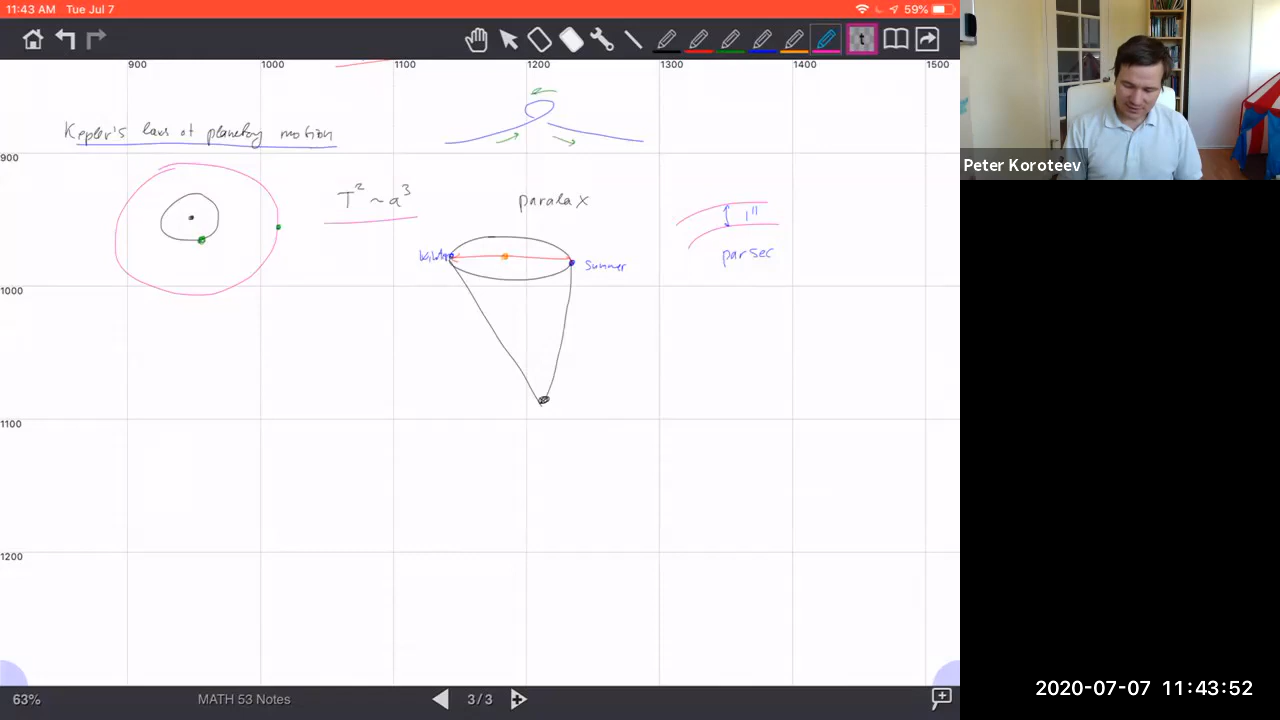 11:43 AM Tue Jul 7
59%
t
900 1000 1100 1200 1300 1400 1500
Kepler's laws of planetary motion
900
T² ~ a³
paralax
1"
parsec
Summer
1000
1100
1200
63%
MATH 53 Notes
3/3
Peter Koroteev
2020-07-07 11:43:52